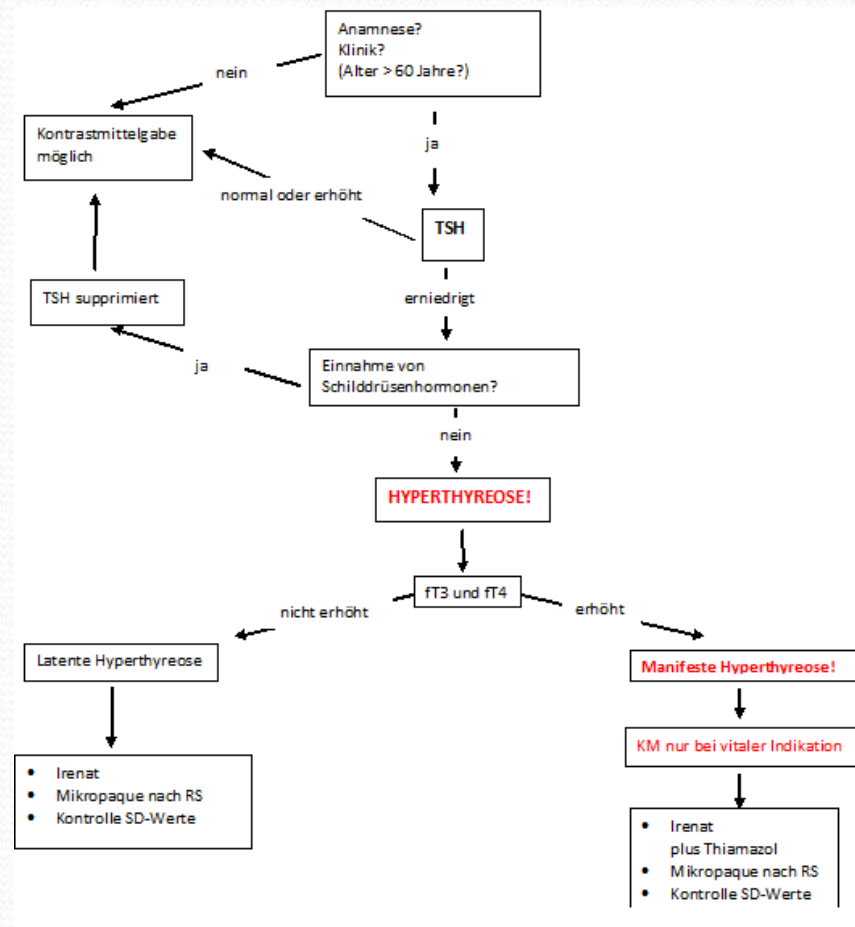 Anamnese?
Klinik?
(Alter > 60 Jahre?)
nein
Kontrastmittelgabe
möglich
ja
normal oder erhöht
TSH
TSH supprimiert
erniedrigt
ja
Einnahme von
Schilddrüsenhormonen?
nein
HYPERTHYREOSE!
fT3 und fT4
nicht erhöht
erhöht
Latente Hyperthyreose
Manifeste Hyperthyreose!
KM nur bei vitaler Indikation
• Irenat
• Mikropaque nach RS
• Kontrolle SD-Werte
• Irenat
plus Thiamazol
• Mikropaque nach RS
• Kontrolle SD-Werte